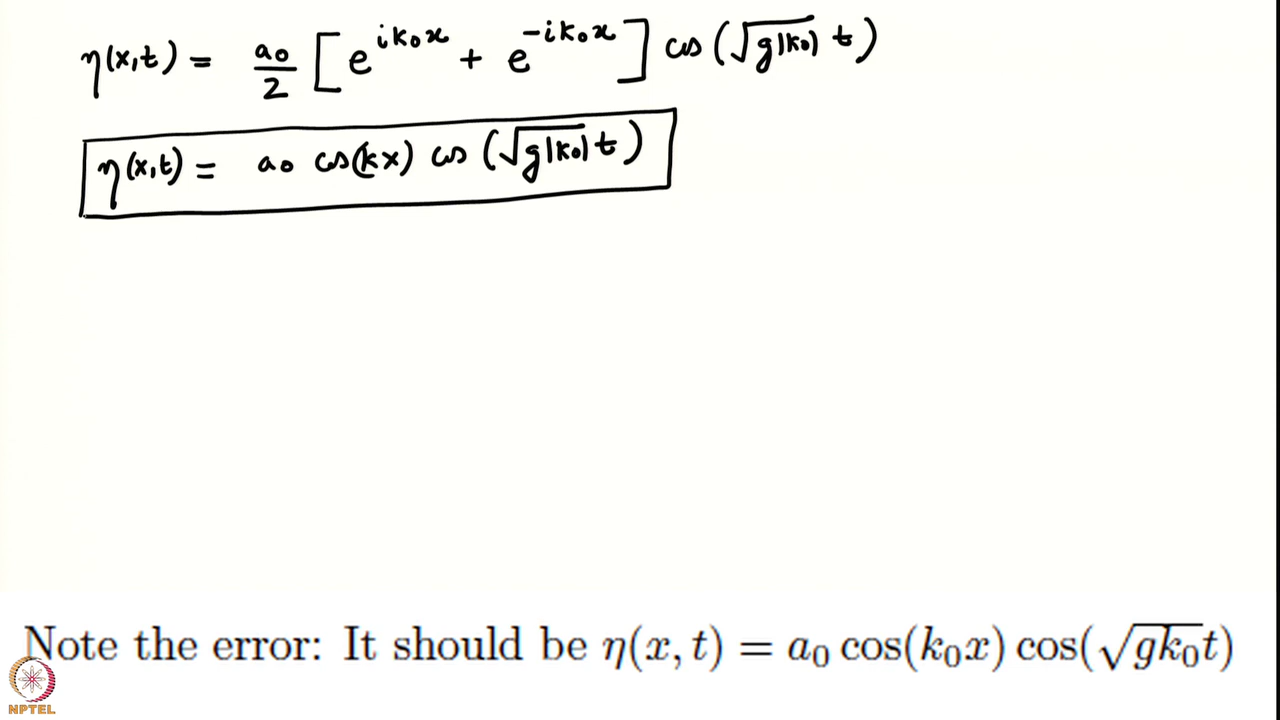 η(x,t) = a₀/2 [e^{ik₀x} + e^{-ik₀x}] cos(√g|k₀| t)
η(x,t) = a₀ cos(kx) cos(√g|k₀| t)
Note the error: It should be η(x, t) = a₀ cos(k₀x) cos(√gk₀t)
NPTEL